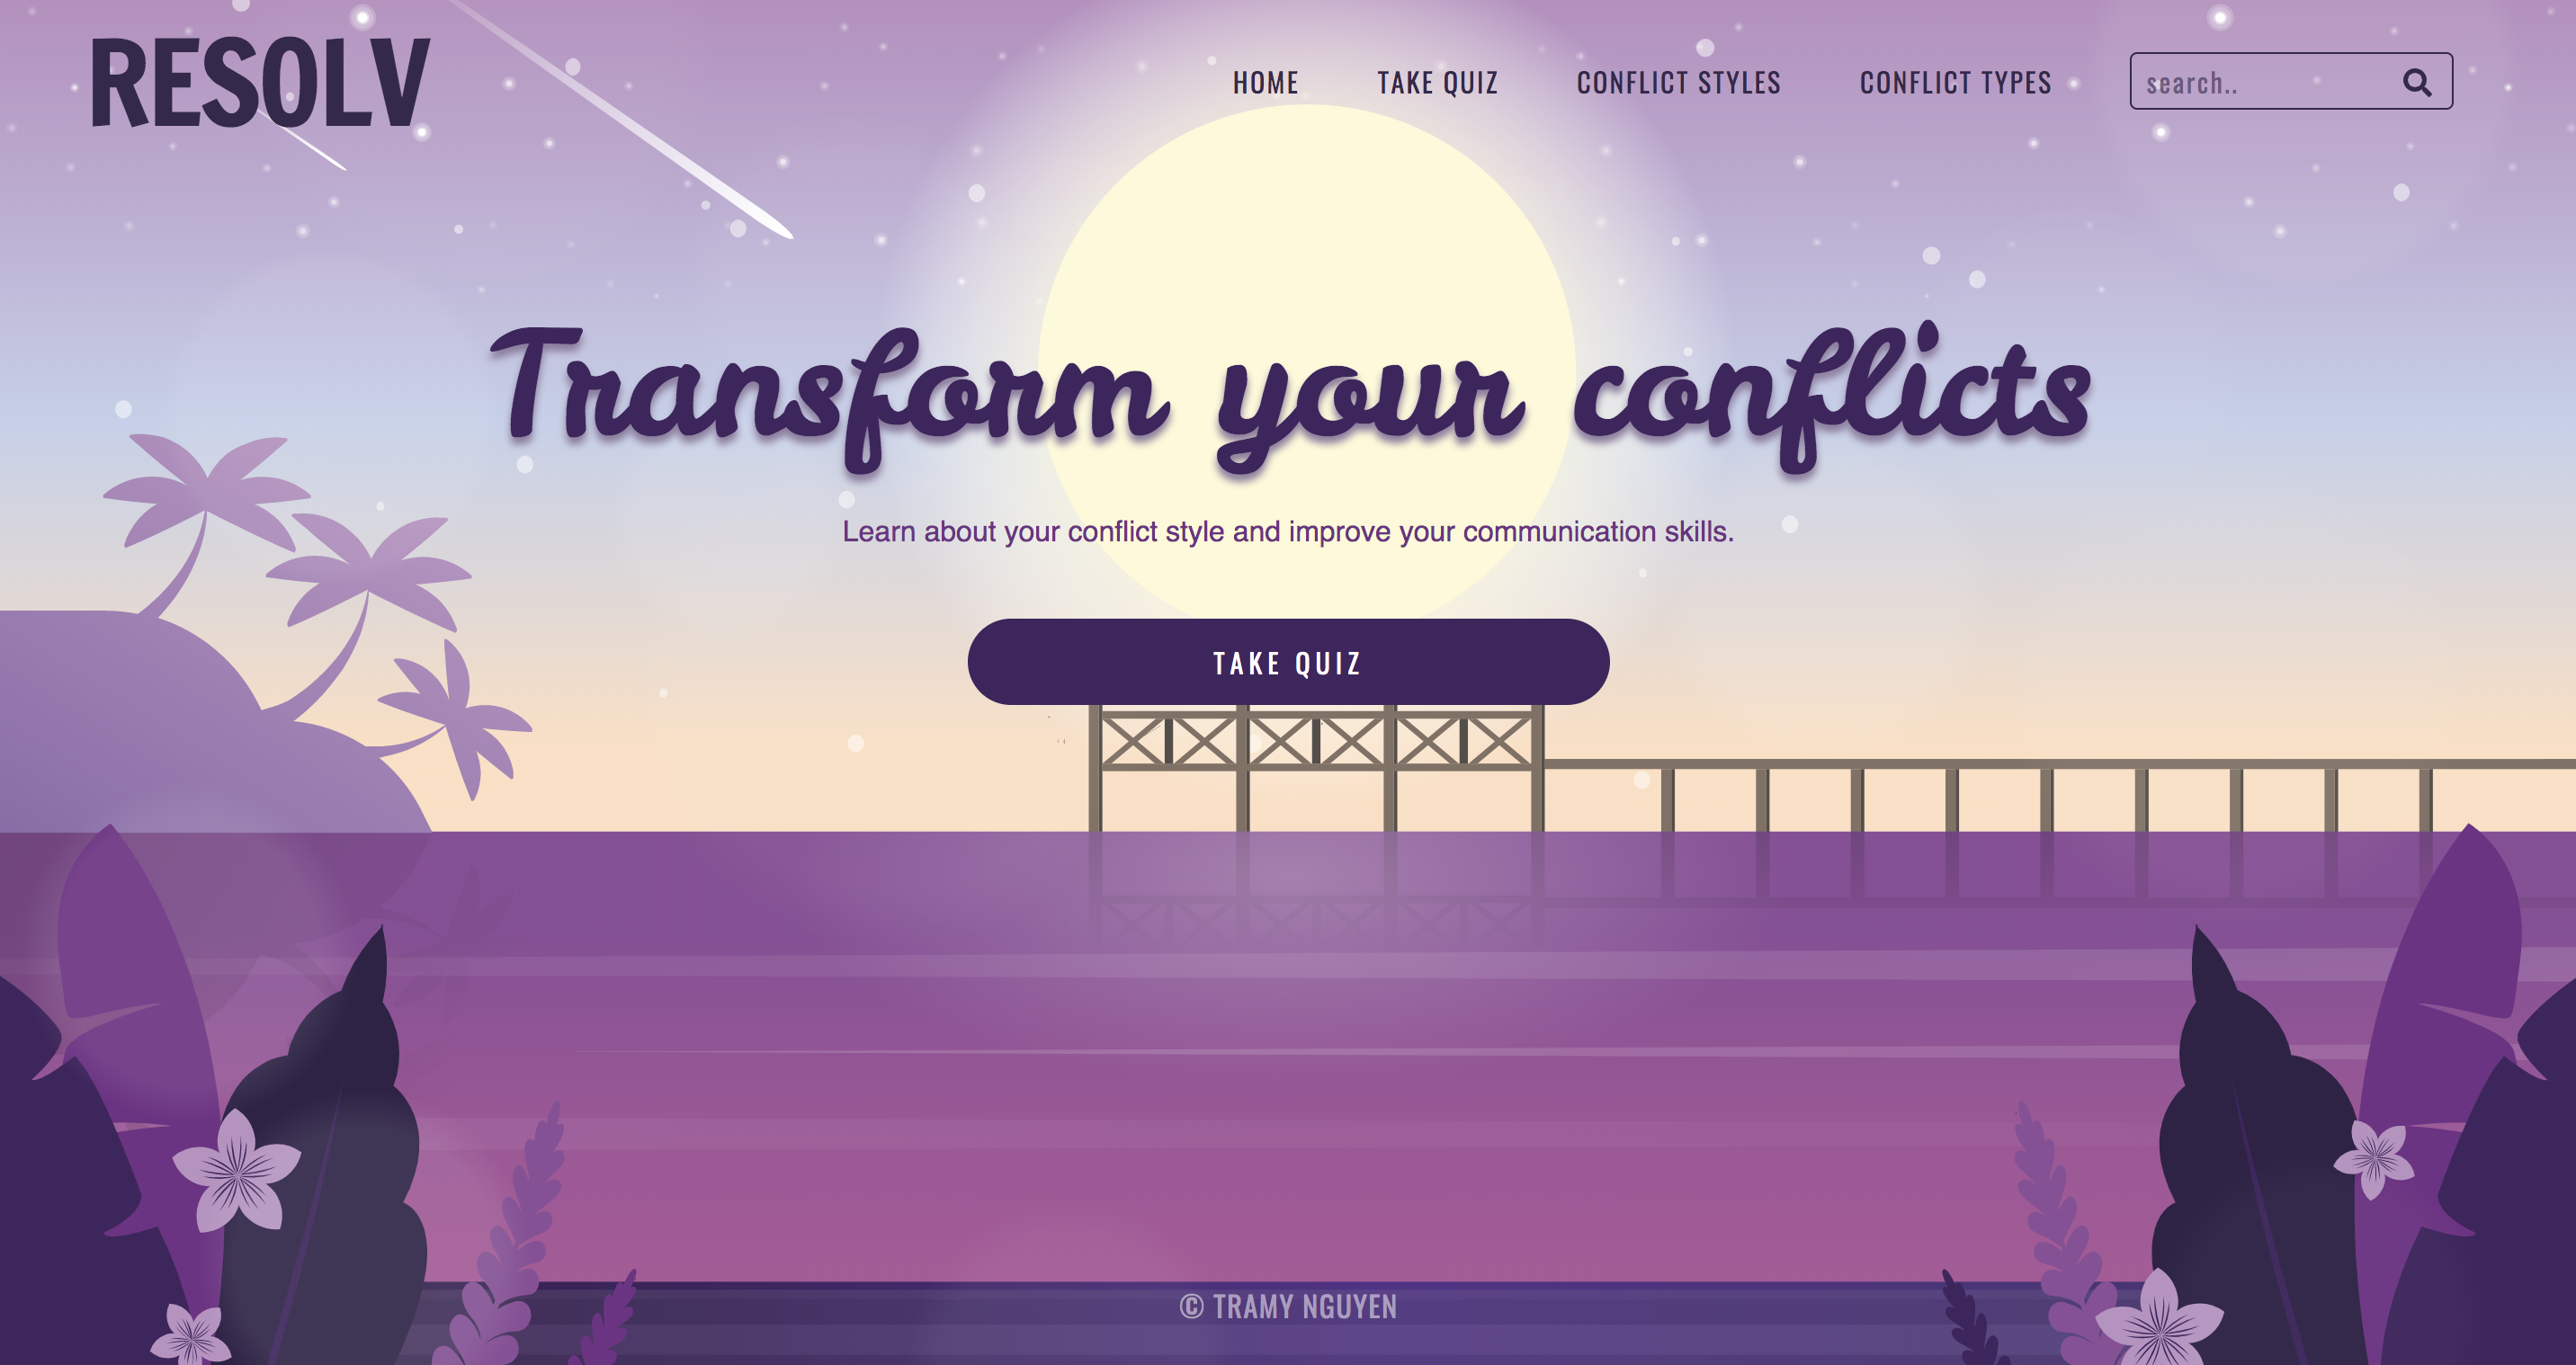 RESOLV
HOME TAKE QUIZ CONFLICT STYLES CONFLICT TYPES search..
Transform your conflicts
Learn about your conflict style and improve your communication skills.
TAKE QUIZ
© TRAMY NGUYEN